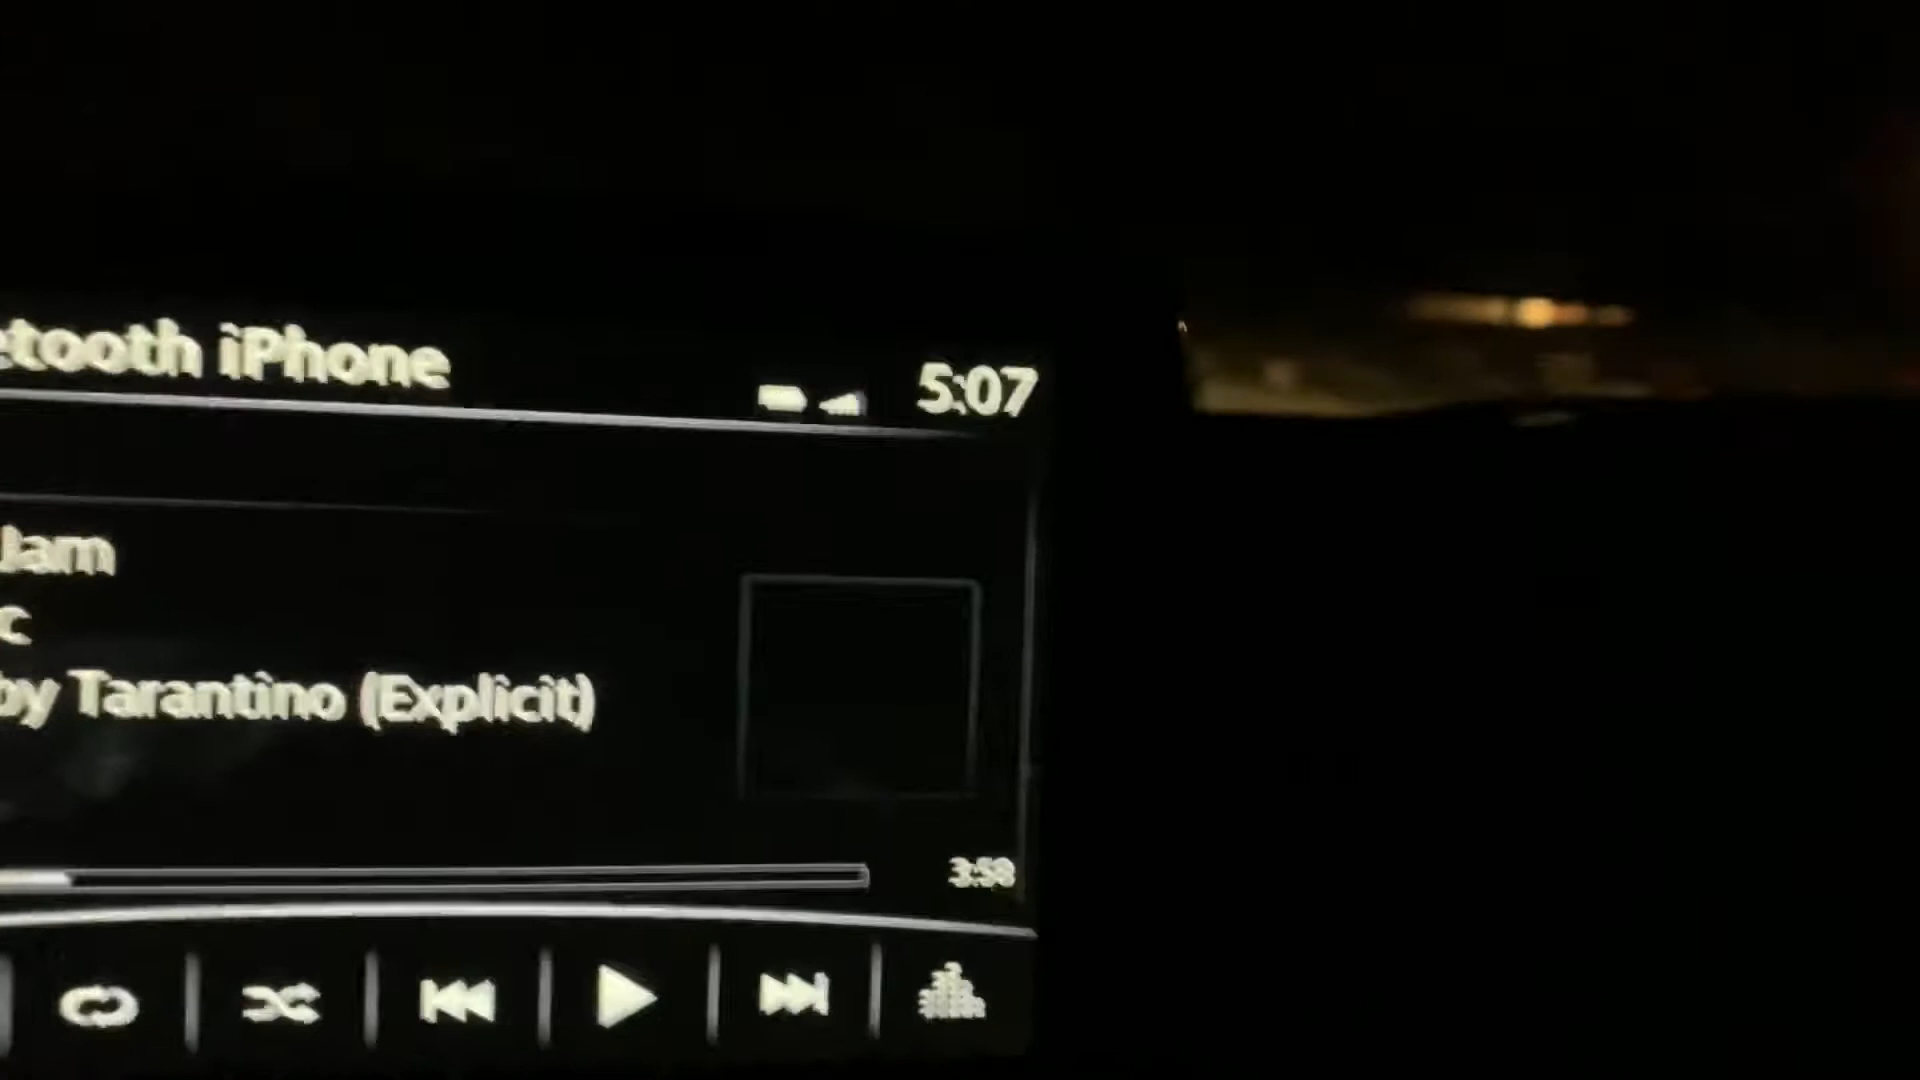 etooth iPhone
5:07
Jam
c
by Tarantino (Explicit)
3:58